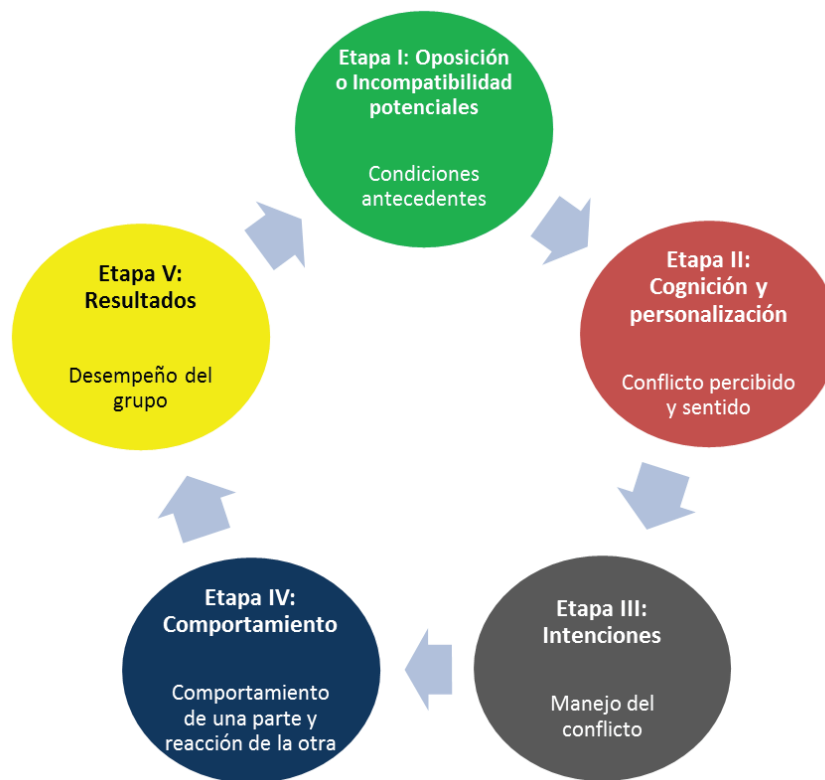 Etapa I: Oposición
o Incompatibilidad
potenciales
Condiciones
antecedentes
Etapa II:
Cognición y
personalización
Conflicto percibido
y sentido
Etapa III:
Intenciones
Manejo del
conflicto
Etapa IV:
Comportamiento
Comportamiento
de una parte y
reacción de la otra
Etapa V:
Resultados
Desempeño del
grupo